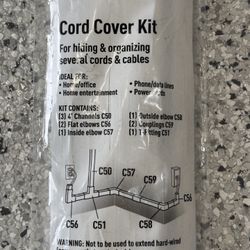 Cord Cover Kit
For hiding & organizing
several cords & cables
IDEAL FOR:
• Home/office
• Home entertainment
• Phone/data lines
• Power
KIT CONTAINS:
(3) 4' Channels C50
(2) Flat elbows C56
(1) Inside elbow C57
(1) Outside elbow C58
(2) Couplings C59
(1) T-Fitting C51
C50
C57
C59
C56
C56
C51
C58
WARNING: Not to be used to extend hard-wired